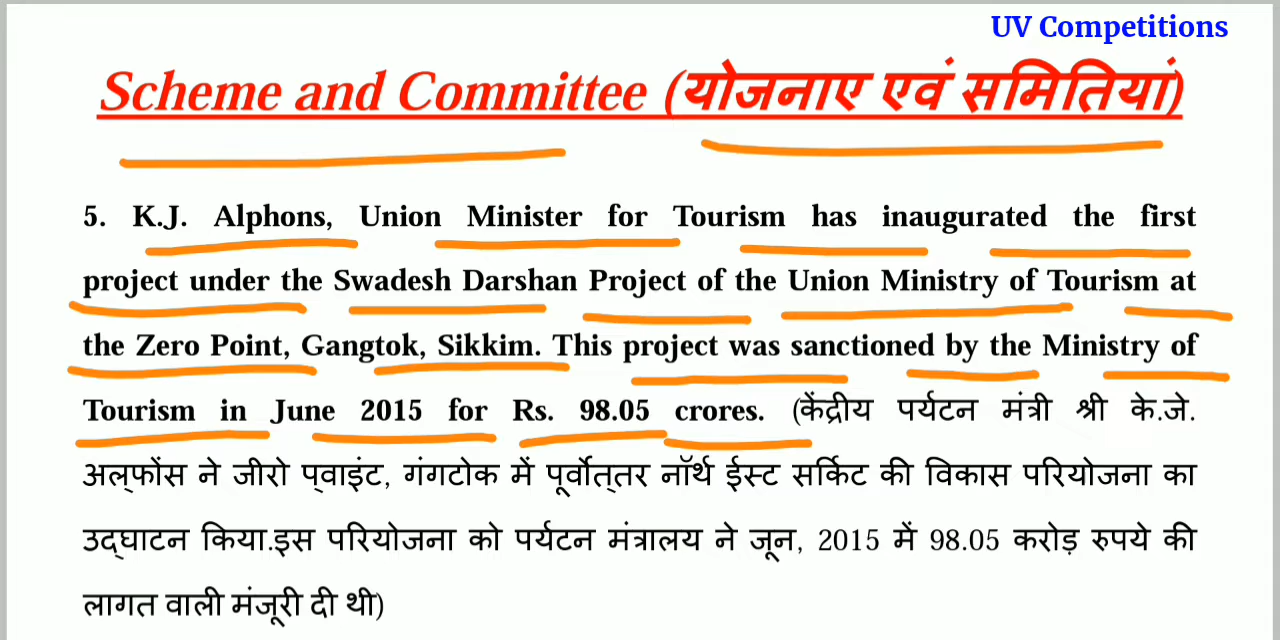 UV Competitions
Scheme and Committee (योजनाए एवं समितियां)
5. K.J. Alphons, Union Minister for Tourism has inaugurated the first
project under the Swadesh Darshan Project of the Union Ministry of Tourism at
the Zero Point, Gangtok, Sikkim. This project was sanctioned by the Ministry of
Tourism in June 2015 for Rs. 98.05 crores. (केंद्रीय पर्यटन मंत्री श्री के.जे.
अल्‍फोंस ने जीरो प्‍वाइंट, गंगटोक में पूर्वोत्‍तर नॉर्थ ईस्‍ट सर्किट की विकास परियोजना का
उद्घाटन किया.इस परियोजना को पर्यटन मंत्रालय ने जून, 2015 में 98.05 करोड़ रुपये की
लागत वाली मंजूरी दी थी)